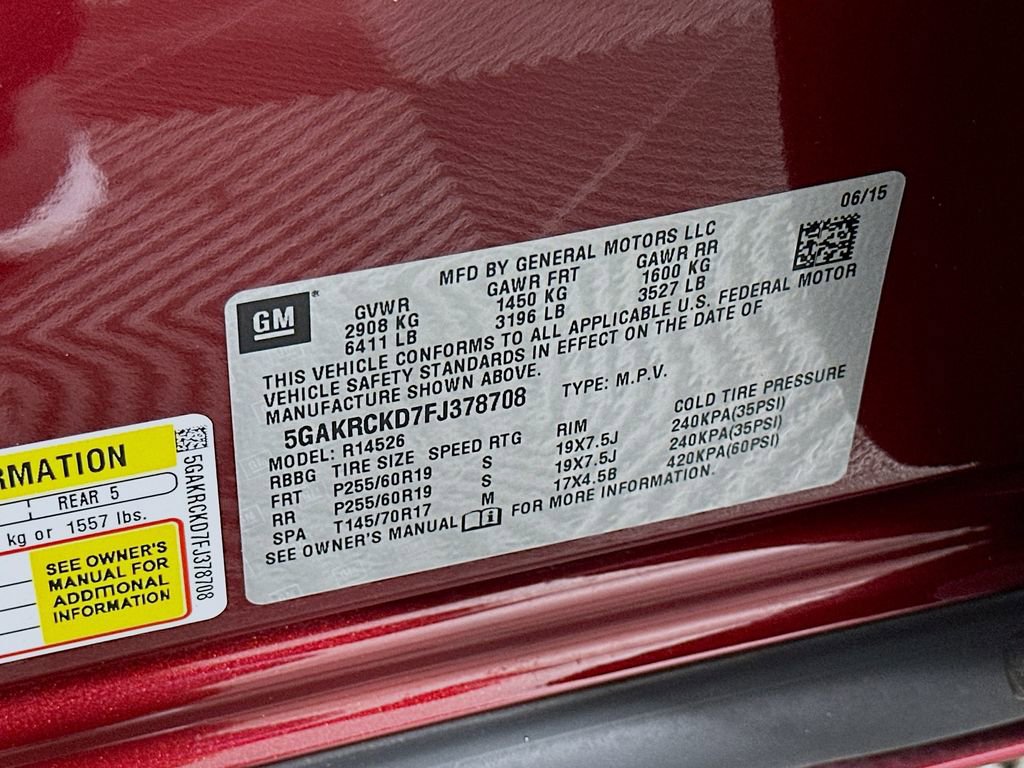 06/15
MFD BY GENERAL MOTORS LLC
GM
GVWR GAWR FRT GAWR RR
2908 KG 1450 KG 1600 KG
6411 LB 3196 LB 3527 LB
THIS VEHICLE CONFORMS TO ALL APPLICABLE U.S. FEDERAL MOTOR
VEHICLE SAFETY STANDARDS IN EFFECT ON THE DATE OF
MANUFACTURE SHOWN ABOVE.
5GAKRCKD7FJ378708 TYPE: M.P.V.
MODEL: R14526
RBBG TIRE SIZE SPEED RTG RIM COLD TIRE PRESSURE
FRT P255/60R19 S 19X7.5J 240KPA(35PSI)
RR P255/60R19 S 19X7.5J 240KPA(35PSI)
SPA T145/70R17 M 17X4.5B 420KPA(60PSI)
SEE OWNER'S MANUAL FOR MORE INFORMATION.
RMATION
REAR 5
kg or 1557 lbs.
SEE OWNER'S
MANUAL FOR
ADDITIONAL
INFORMATION
5GAKRCKD7FJ378708